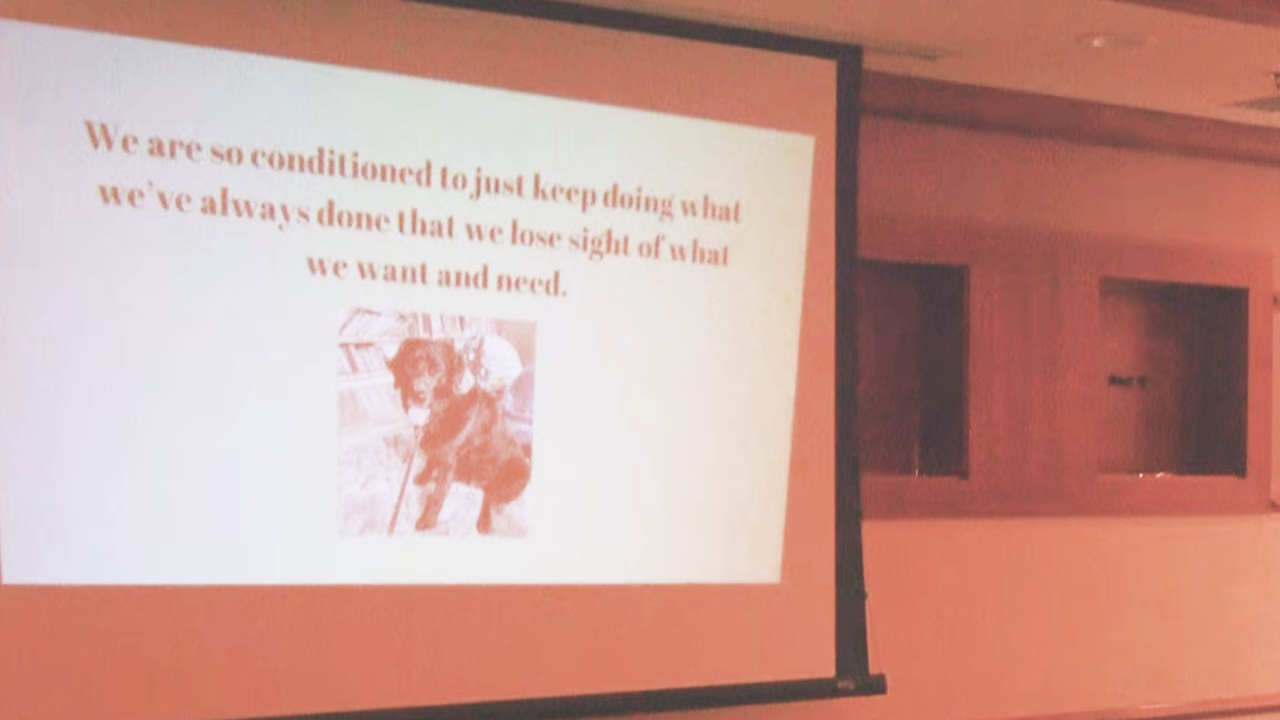 We are so conditioned to just keep doing what
we've always done that we lose sight of what
we want and need.